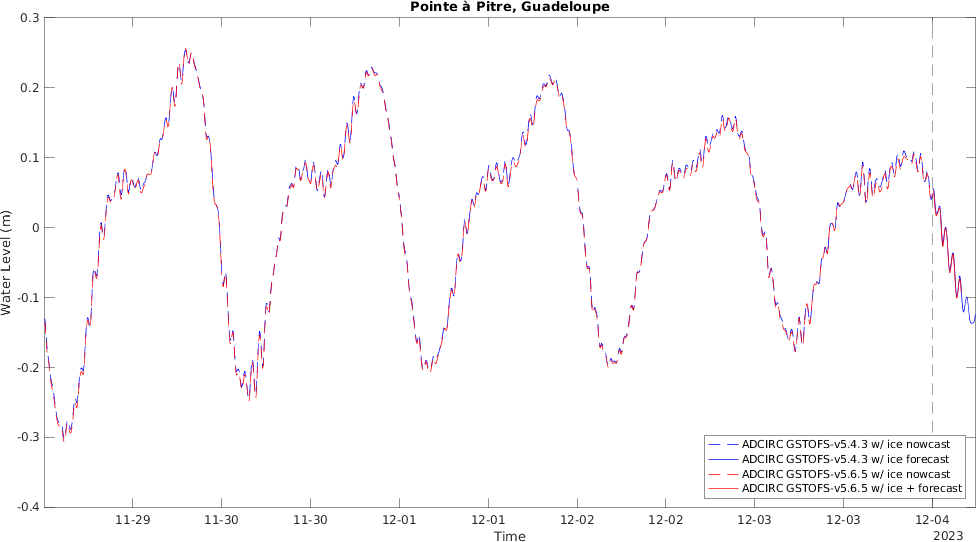 Pointe à Pitre, Guadeloupe
0.3
0.2
0.1
0
-0.1
-0.2
-0.3
-0.4
Water Level (m)
ADCIRC GSTOFS-v5.4.3 w/ ice nowcast
ADCIRC GSTOFS-v5.4.3 w/ ice forecast
ADCIRC GSTOFS-v5.6.5 w/ ice nowcast
ADCIRC GSTOFS-v5.6.5 w/ ice + forecast
11-29 11-30 11-30 12-01 12-01 12-02 12-02 12-03 12-03 12-04
Time
2023